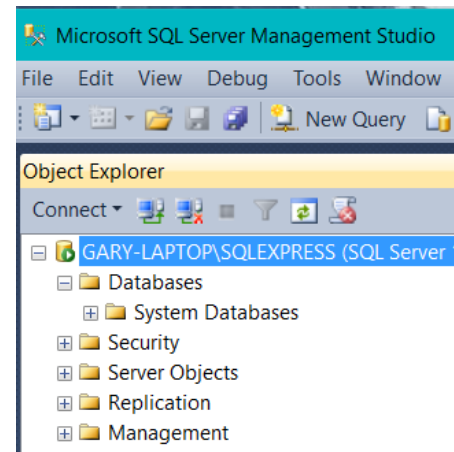 Microsoft SQL Server Management Studio
File Edit View Debug Tools Window
New Query
Object Explorer
Connect
GARY-LAPTOP\SQLEXPRESS (SQL Server
Databases
System Databases
Security
Server Objects
Replication
Management